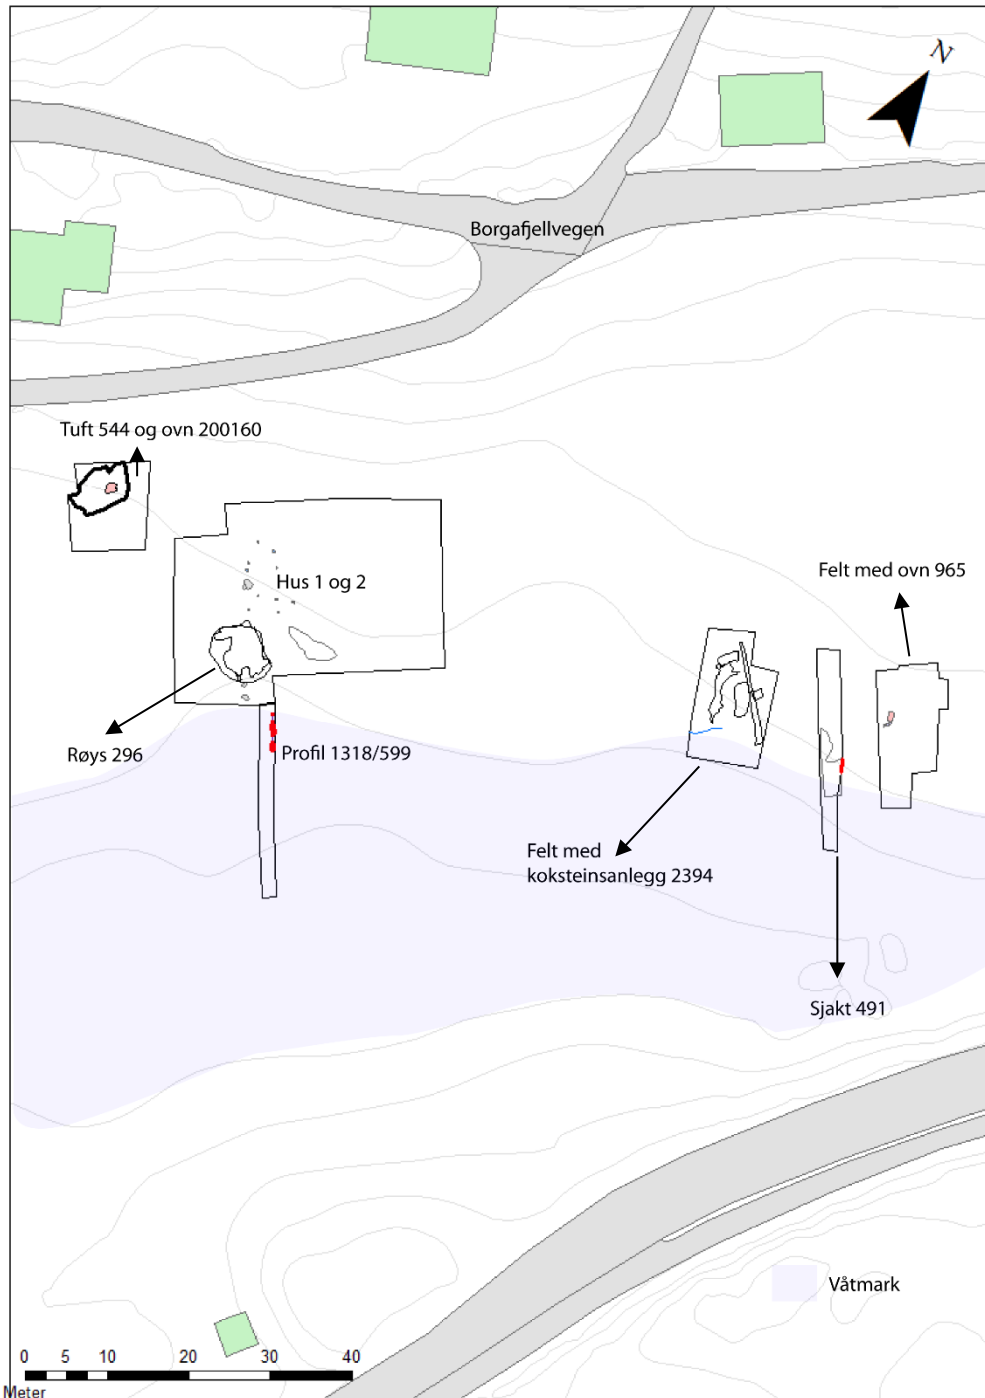 N
Borgafjellvegen
Tuft 544 og ovn 200160
Felt med ovn 965
Hus 1 og 2
Røys 296
Profil 1318/599
Felt med
koksteinsanlegg 2394
Sjakt 491
Våtmark
0 5 10 20 30 40
Meter